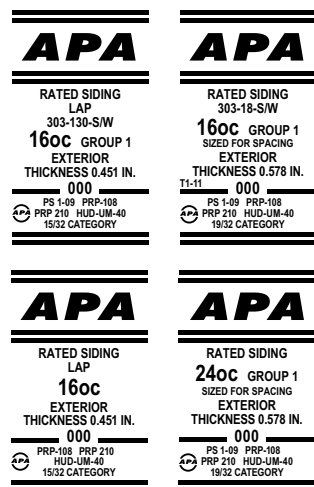 APA
RATED SIDING
LAP
303-130-S/W
16OC GROUP 1
EXTERIOR
THICKNESS 0.451 IN.
000
PS 1-09 PRP-108
APA PRP 210 HUD-UM-40
15/32 CATEGORY
APA
RATED SIDING
303-18-S/W
16OC GROUP 1
SIZED FOR SPACING
EXTERIOR
THICKNESS 0.578 IN.
T1-11 000
PS 1-09 PRP-108
APA PRP 210 HUD-UM-40
19/32 CATEGORY
APA
RATED SIDING
LAP
16OC
EXTERIOR
THICKNESS 0.451 IN.
000
PRP-108 PRP 210
APA HUD-UM-40
15/32 CATEGORY
APA
RATED SIDING
24OC GROUP 1
SIZED FOR SPACING
EXTERIOR
THICKNESS 0.578 IN.
000
PS 1-09 PRP-108
APA PRP 210 HUD-UM-40
19/32 CATEGORY